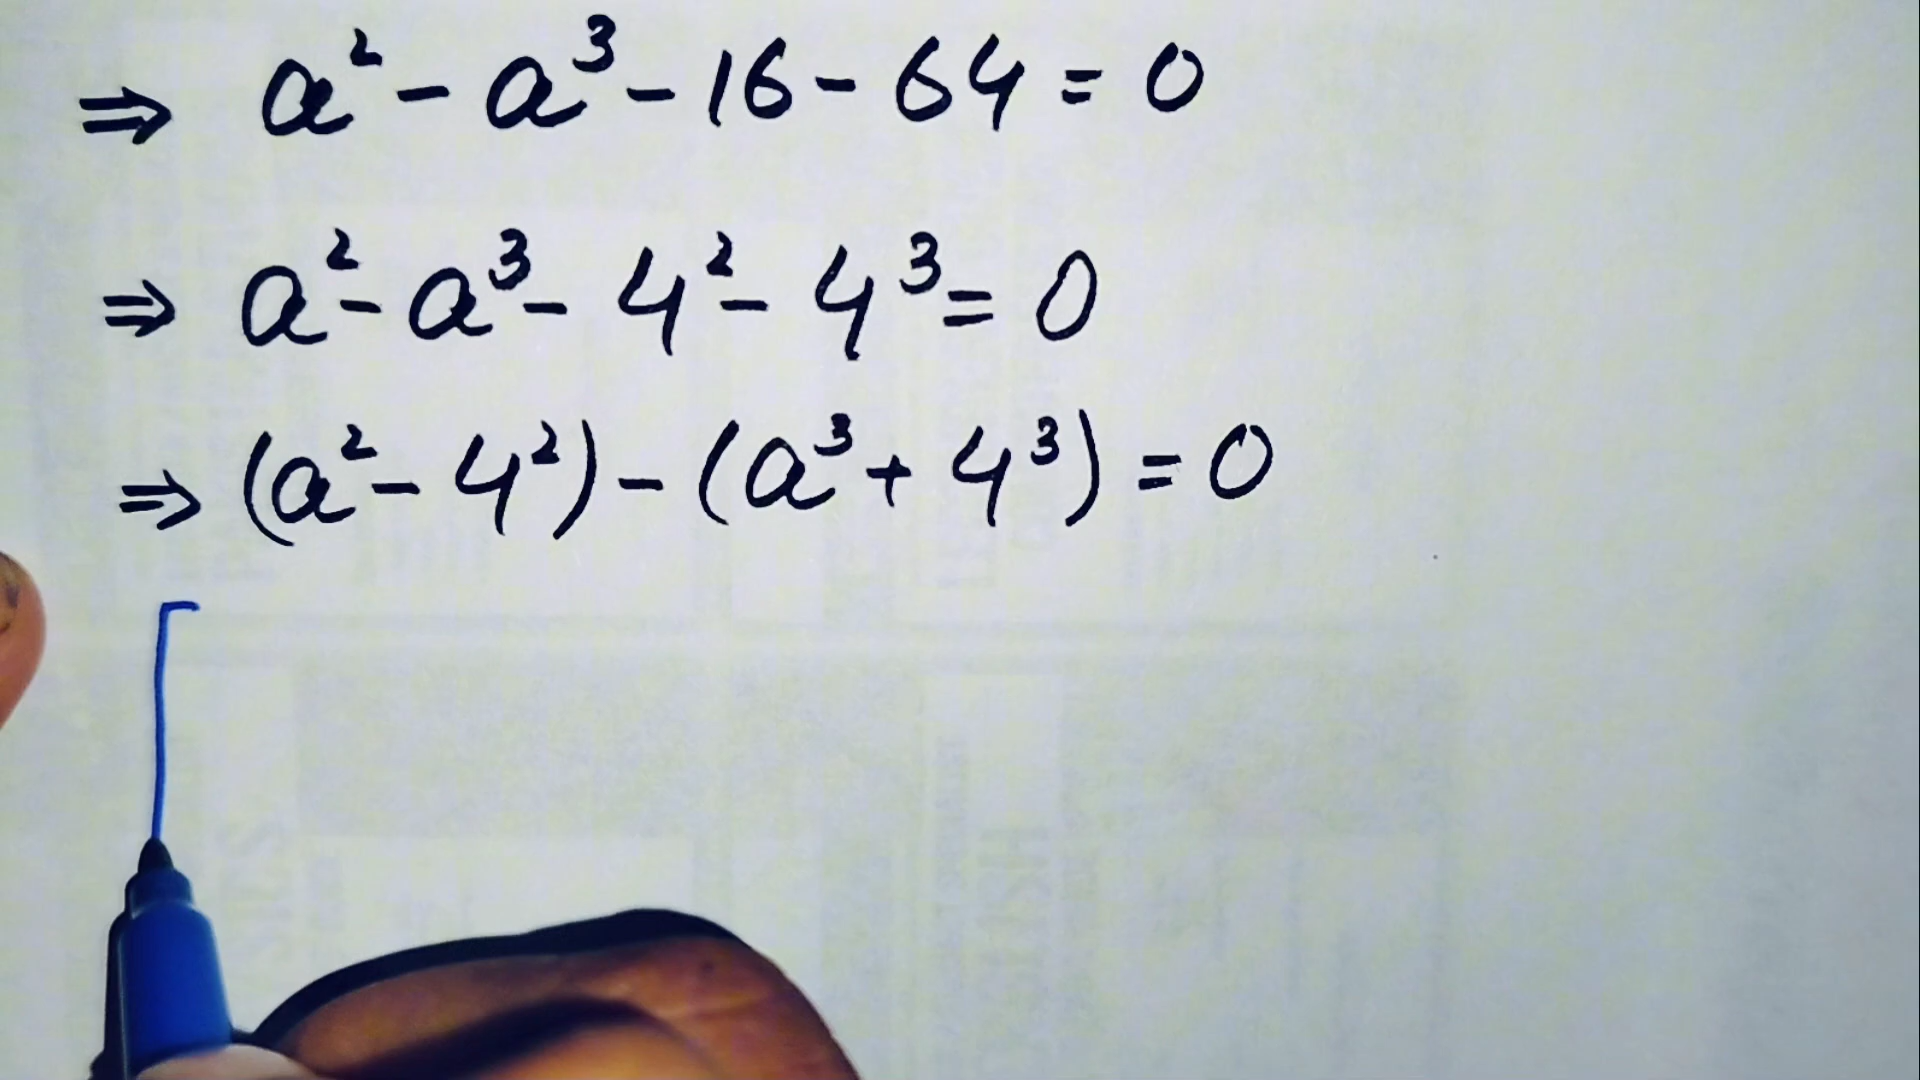 ⇒ a² - a³ - 16 - 64 = 0
⇒ a² - a³ - 4² - 4³ = 0
⇒ (a² - 4²) - (a³ + 4³) = 0